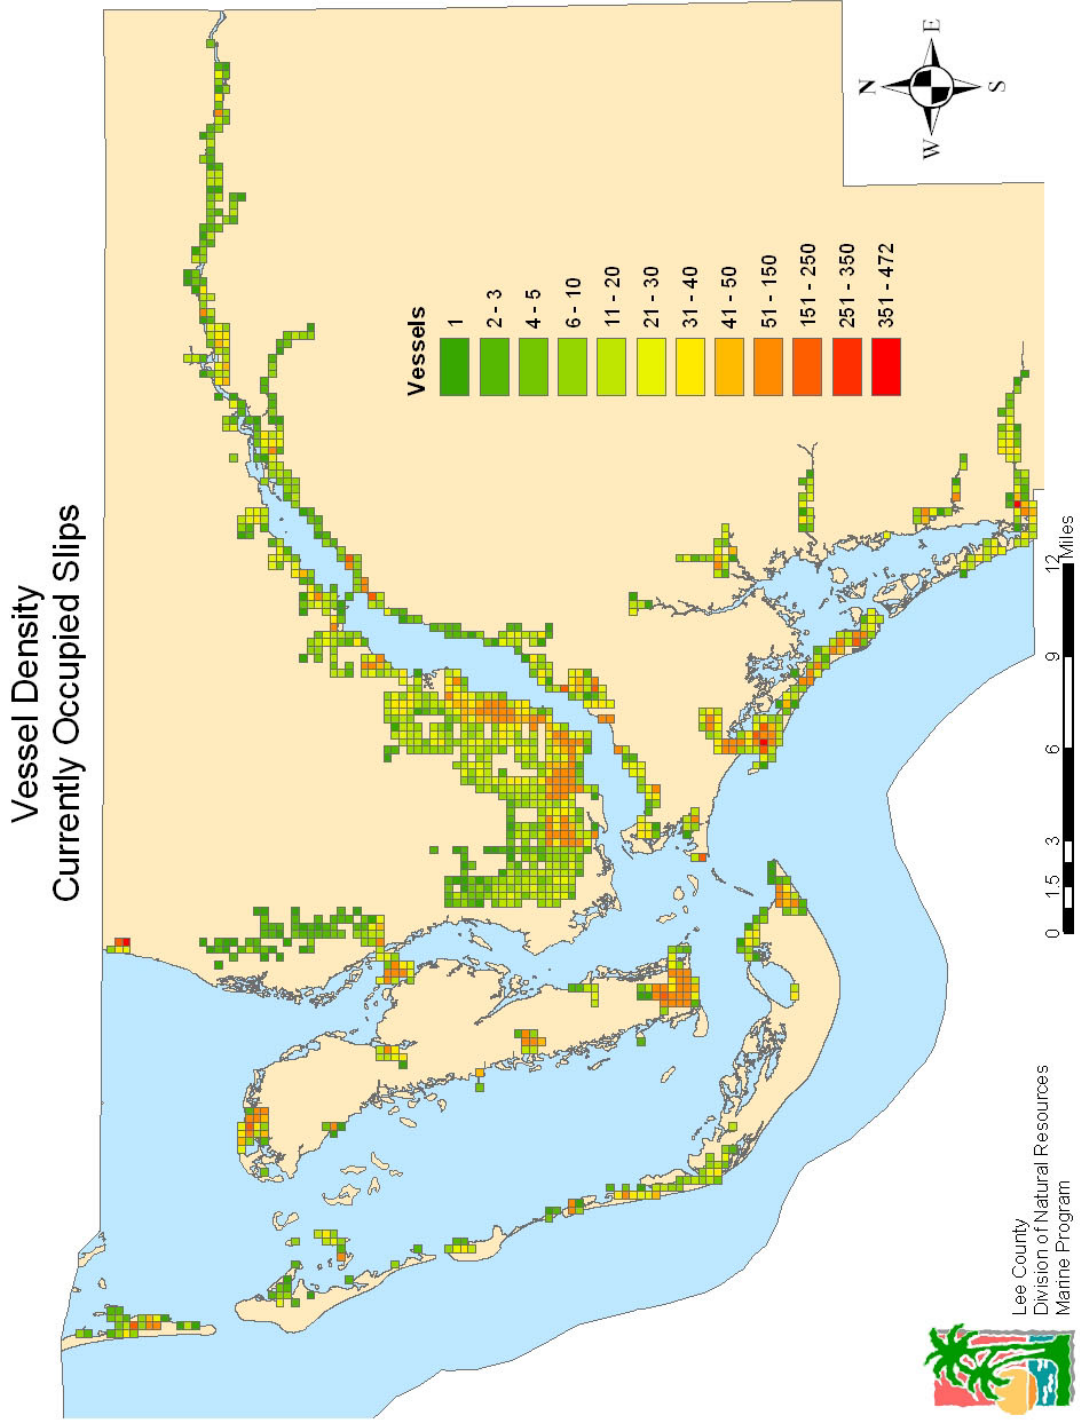 Vessel Density
Currently Occupied Slips
N
W
E
S
Vessels
1
2 - 3
4 - 5
6 - 10
11 - 20
21 - 30
31 - 40
41 - 50
51 - 150
151 - 250
251 - 350
351 - 472
0 1.5 3 6 9 12
Miles
Lee County
Division of Natural Resources
Marine Program